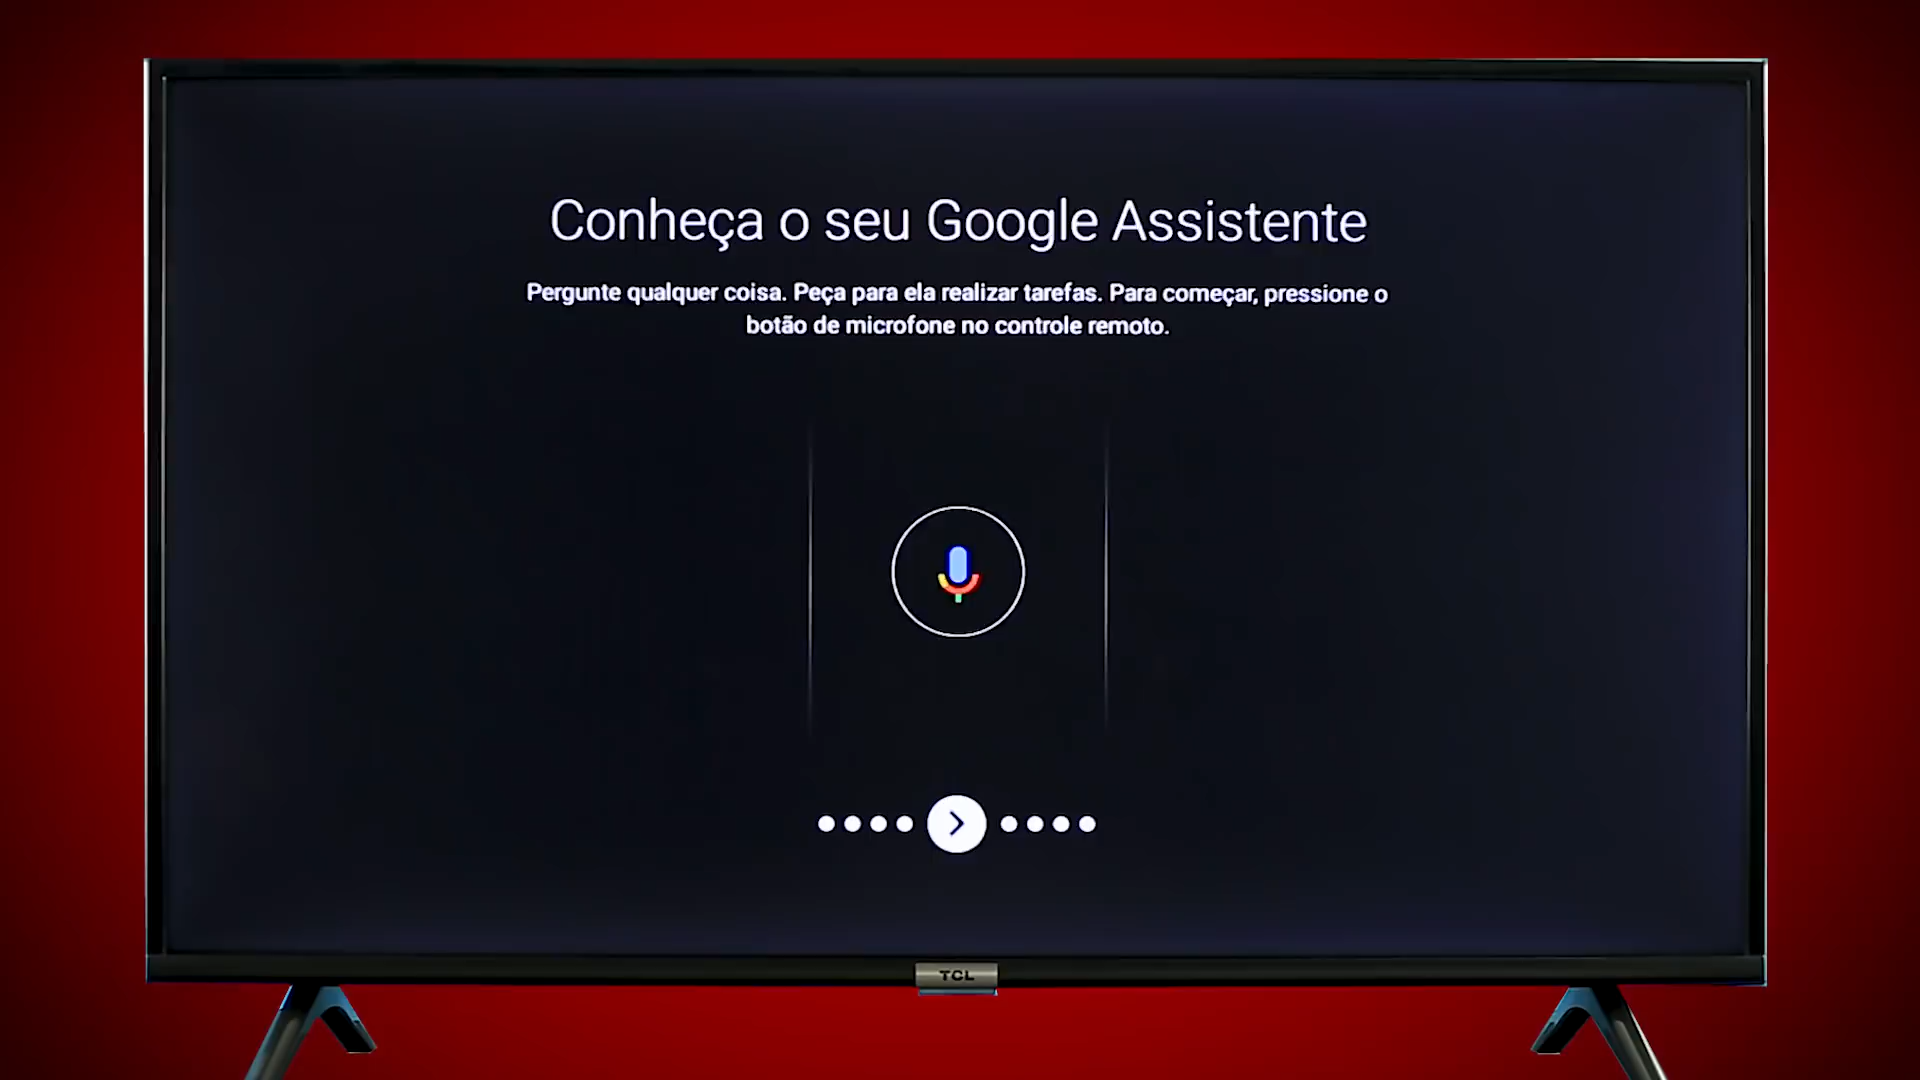 Conheça o seu Google Assistente
Pergunte qualquer coisa. Peça para ela realizar tarefas. Para começar, pressione o
botão de microfone no controle remoto.
TCL